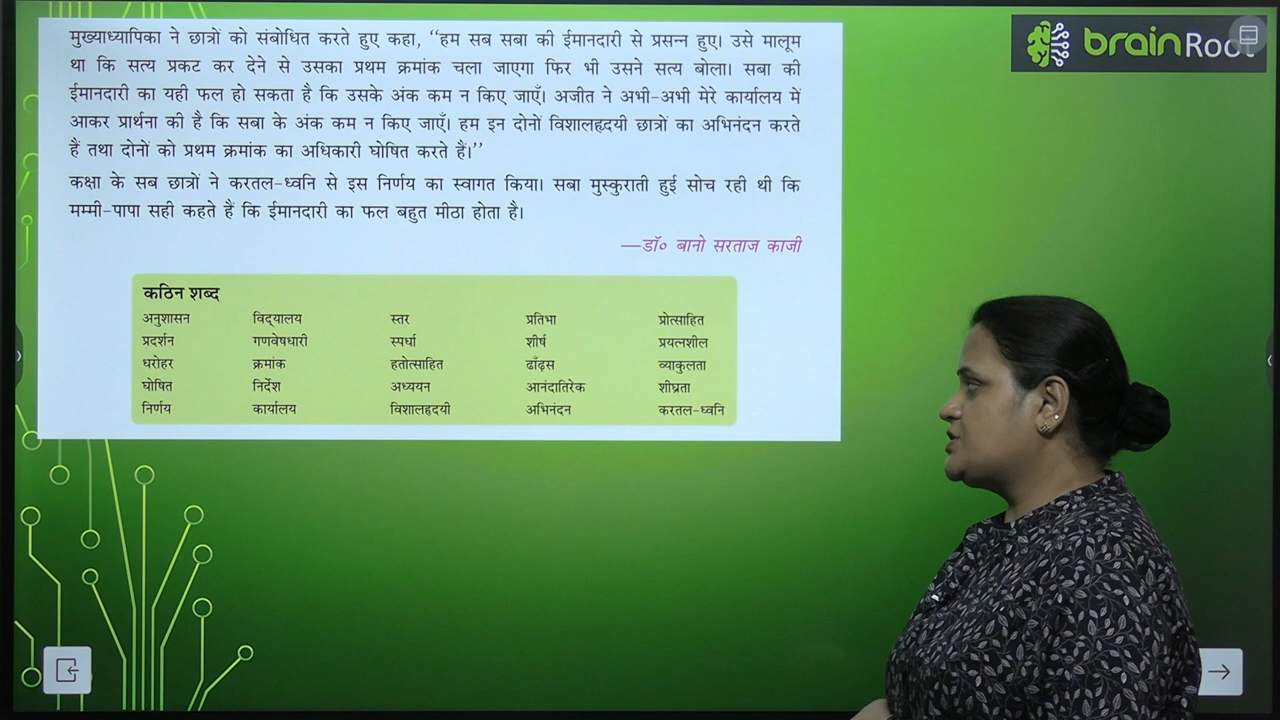 मुख्याध्यापिका ने छात्रों को संबोधित करते हुए कहा, ‘‘हम सब सबा की ईमानदारी से प्रसन्न हुए। उसे मालूम
था कि सत्य प्रकट कर देने से उसका प्रथम क्रमांक चला जाएगा फिर भी उसने सत्य बोला। सबा की
ईमानदारी का यही फल हो सकता है कि उसके अंक कम न किए जाएँ। अजीत ने अभी-अभी मेरे कार्यालय में
आकर प्रार्थना की है कि सबा के अंक कम न किए जाएँ। हम इन दोनों विशालहृदयी छात्रों का अभिनंदन करते
हैं तथा दोनों को प्रथम क्रमांक का अधिकारी घोषित करते हैं।’’
कक्षा के सब छात्रों ने करतल-ध्वनि से इस निर्णय का स्वागत किया। सबा मुस्कुराती हुई सोच रही थी कि
मम्मी-पापा सही कहते हैं कि ईमानदारी का फल बहुत मीठा होता है।
—डॉ० बानो सरताज काजी
कठिन शब्द
अनुशासन विद्यालय स्तर प्रतिभा प्रोत्साहित
प्रदर्शन गणवेषधारी स्पर्धा शीर्ष प्रयत्नशील
धरोहर क्रमांक हतोत्साहित ढाँढ़स व्याकुलता
घोषित निर्देश अध्ययन आनंदातिरेक शीघ्रता
निर्णय कार्यालय विशालहृदयी अभिनंदन करतल-ध्वनि
brain Root